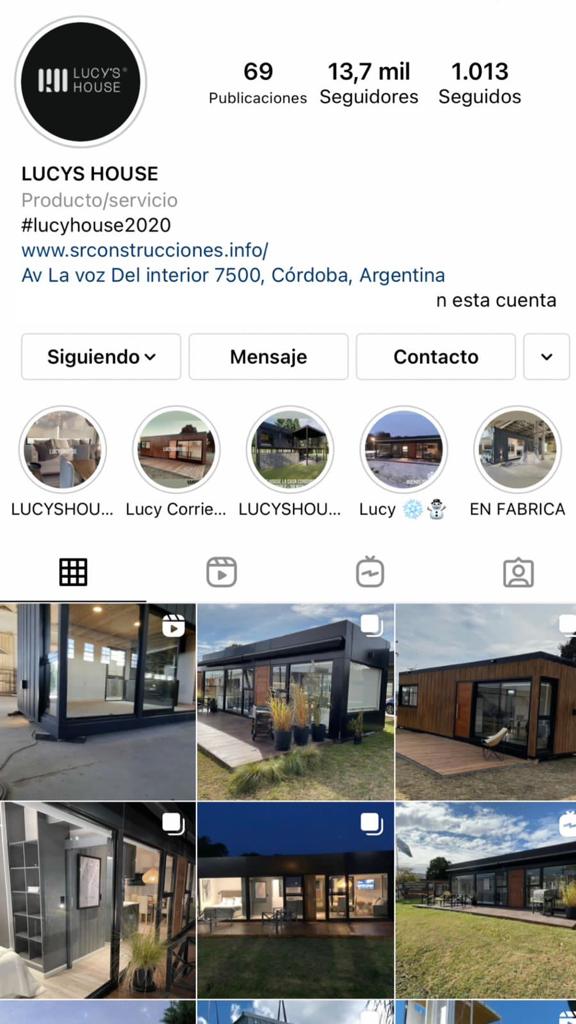 LUCY'S®
HOUSE
69
Publicaciones
13,7 mil
Seguidores
1.013
Seguidos
LUCYS HOUSE
Producto/servicio
#lucyhouse2020
www.srconstrucciones.info/
Av La voz Del interior 7500, Córdoba, Argentina
n esta cuenta
Siguiendo
Mensaje
Contacto
LUCYSHOU...
Lucy Corrie...
LUCYSHOU...
Lucy ❄️☃️
EN FABRICA